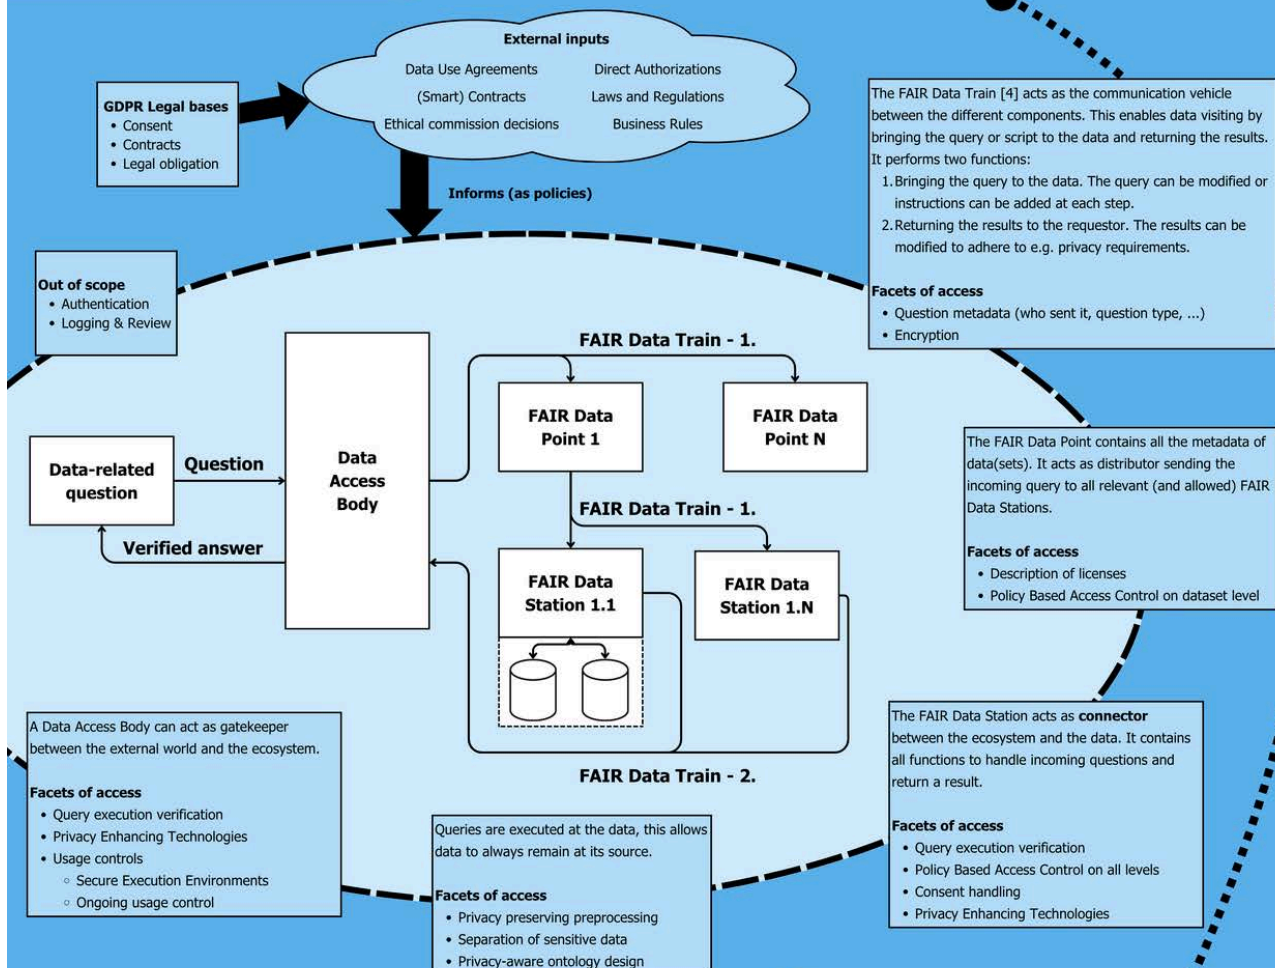 External inputs
Data Use Agreements
Direct Authorizations
(Smart) Contracts
Laws and Regulations
Ethical commission decisions
Business Rules
GDPR Legal bases
• Consent
• Contracts
• Legal obligation
Informs (as policies)
The FAIR Data Train [4] acts as the communication vehicle
between the different components. This enables data visiting by
bringing the query or script to the data and returning the results.
It performs two functions:
1. Bringing the query to the data. The query can be modified or
instructions can be added at each step.
2. Returning the results to the requestor. The results can be
modified to adhere to e.g. privacy requirements.
Facets of access
• Question metadata (who sent it, question type, ...)
• Encryption
Out of scope
• Authentication
• Logging & Review
FAIR Data Train - 1.
FAIR Data
Point 1
FAIR Data
Point N
Data-related
question
Question
Verified answer
Data
Access
Body
FAIR Data Train - 1.
FAIR Data
Station 1.1
FAIR Data
Station 1.N
FAIR Data Train - 2.
The FAIR Data Point contains all the metadata of
data(sets). It acts as distributor sending the
incoming query to all relevant (and allowed) FAIR
Data Stations.
Facets of access
• Description of licenses
• Policy Based Access Control on dataset level
A Data Access Body can act as gatekeeper
between the external world and the ecosystem.
Facets of access
• Query execution verification
• Privacy Enhancing Technologies
• Usage controls
◦ Secure Execution Environments
◦ Ongoing usage control
Queries are executed at the data, this allows
data to always remain at its source.
Facets of access
• Privacy preserving preprocessing
• Separation of sensitive data
• Privacy-aware ontology design
The FAIR Data Station acts as connector
between the ecosystem and the data. It contains
all functions to handle incoming questions and
return a result.
Facets of access
• Query execution verification
• Policy Based Access Control on all levels
• Consent handling
• Privacy Enhancing Technologies